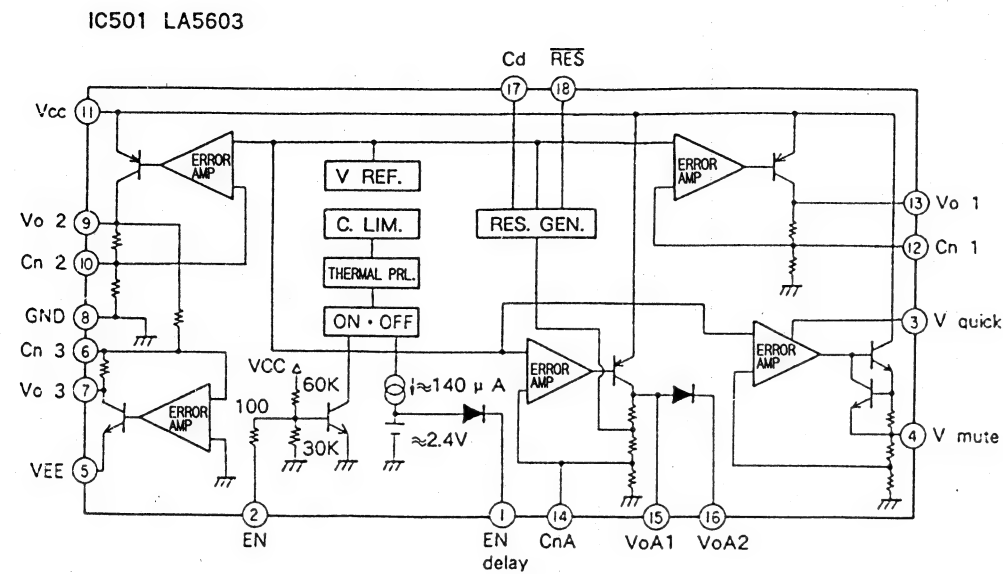 IC501 LA5603
Cd
RES
17
18
Vcc
11
ERROR AMP
V REF.
ERROR AMP
C. LIM.
RES. GEN.
Vo 2
9
13
Vo 1
Cn 2
10
12
Cn 1
THERMAL PRL.
GND
8
ON・OFF
3
V quick
Cn 3
6
VCC
60K
i≈140 μA
ERROR AMP
ERROR AMP
Vo 3
7
ERROR AMP
100
30K
≈2.4V
4
V mute
VEE
5
2
1
14
15
16
EN
EN delay
CnA
VoA1
VoA2